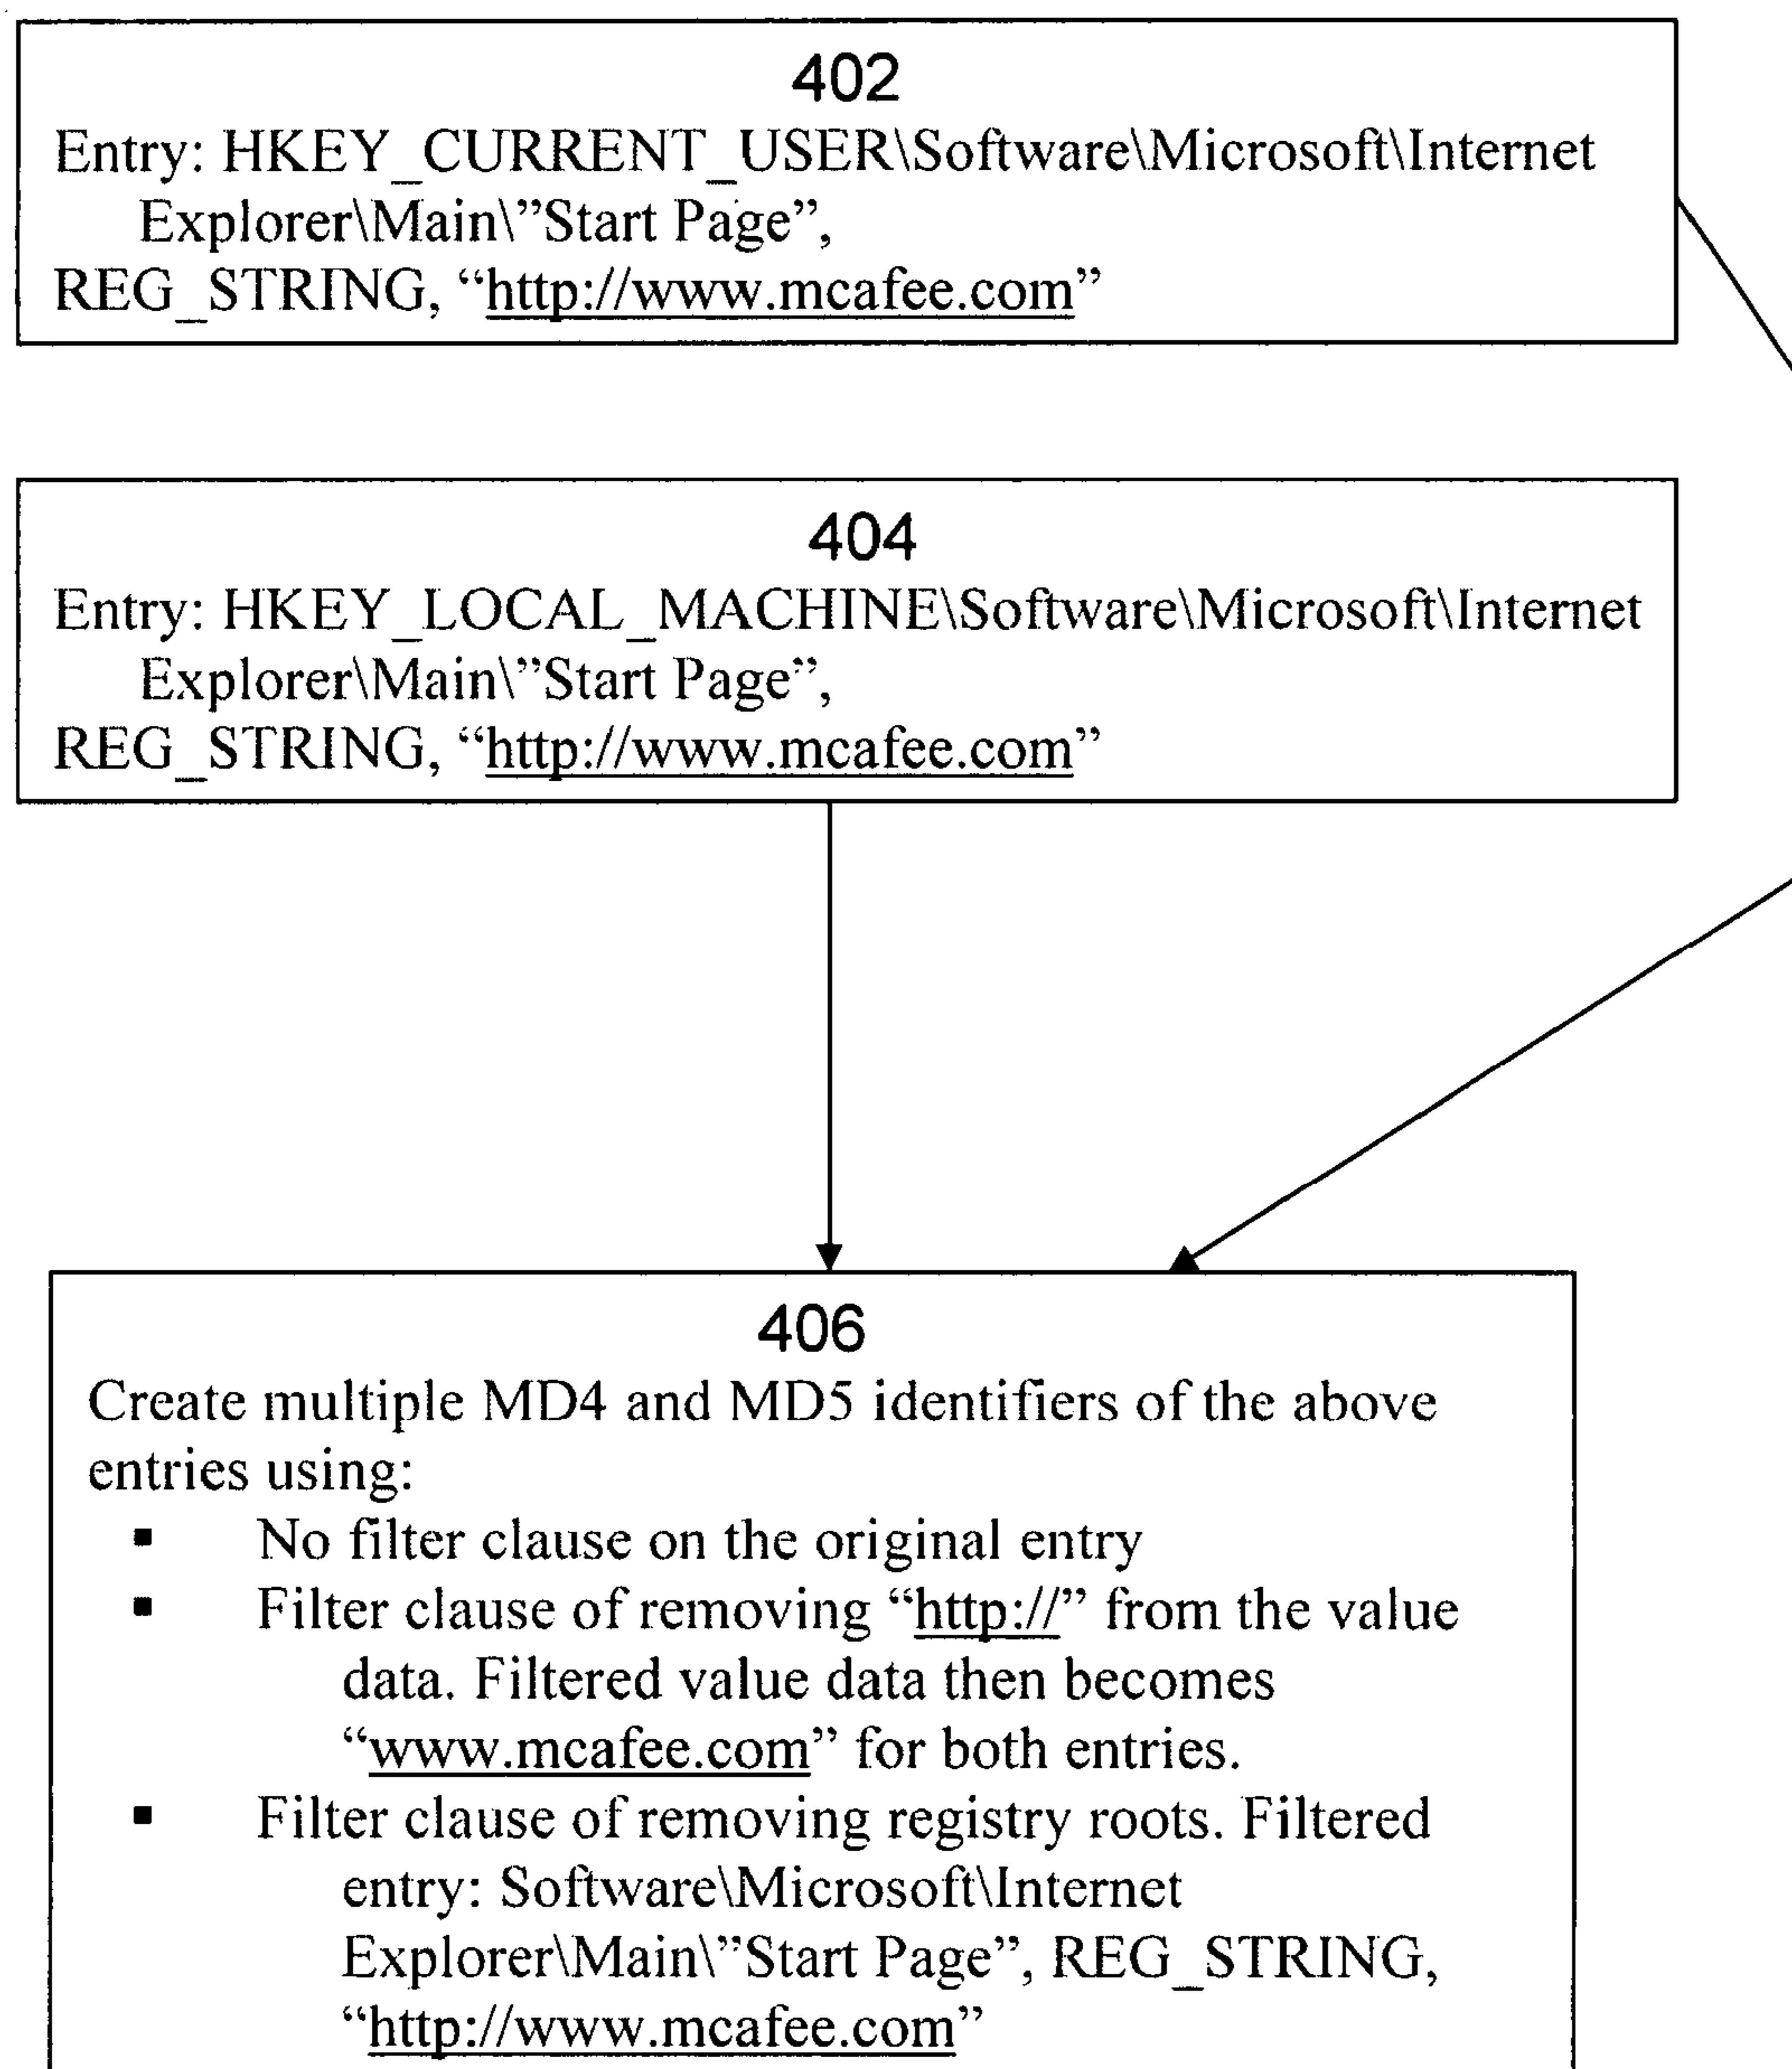 402
Entry: HKEY_CURRENT_USER\Software\Microsoft\Internet
Explorer\Main\”Start Page”,
REG_STRING, “http://www.mcafee.com”
404
Entry: HKEY_LOCAL_MACHINE\Software\Microsoft\Internet
Explorer\Main\”Start Page”,
REG_STRING, “http://www.mcafee.com”
406
Create multiple MD4 and MD5 identifiers of the above
entries using:
▪ No filter clause on the original entry
▪ Filter clause of removing “http://” from the value
data. Filtered value data then becomes
“www.mcafee.com” for both entries.
▪ Filter clause of removing registry roots. Filtered
entry: Software\Microsoft\Internet
Explorer\Main\”Start Page”, REG_STRING,
“http://www.mcafee.com”